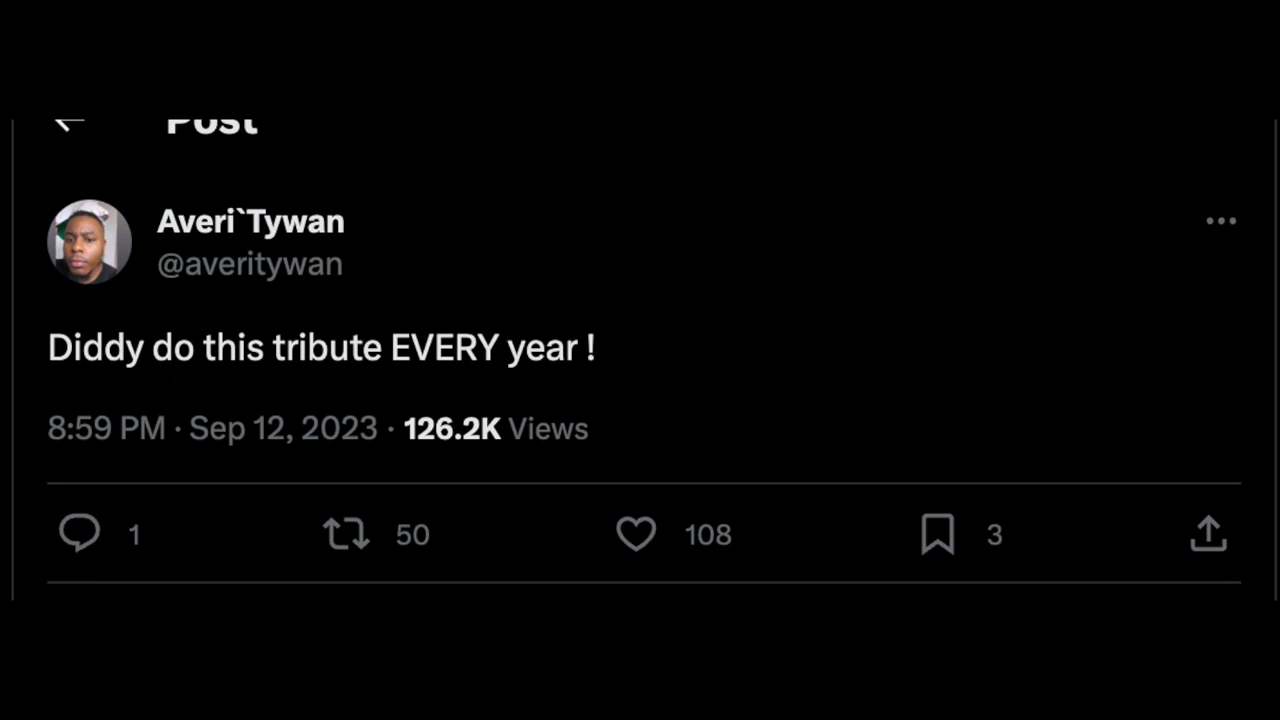 Post
Averi`Tywan
@averitywan
Diddy do this tribute EVERY year !
8:59 PM · Sep 12, 2023 · 126.2K Views
1 50 108 3